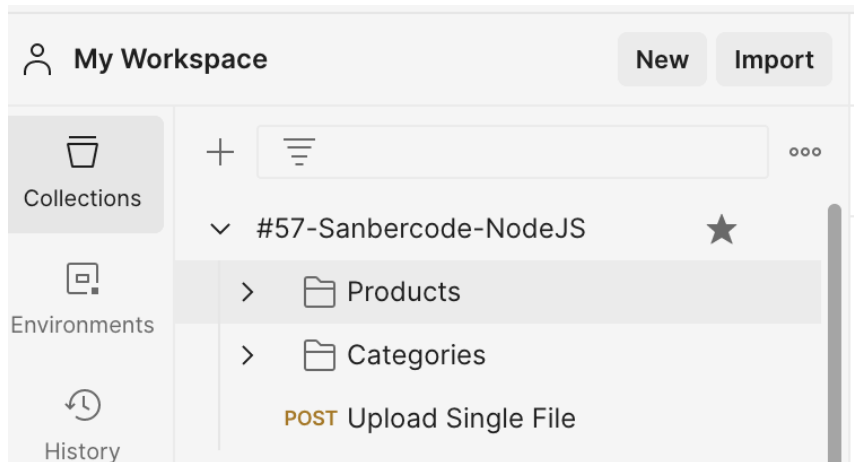 My Workspace
New
Import
Collections
Environments
History
#57-Sanbercode-NodeJS
Products
Categories
POST Upload Single File